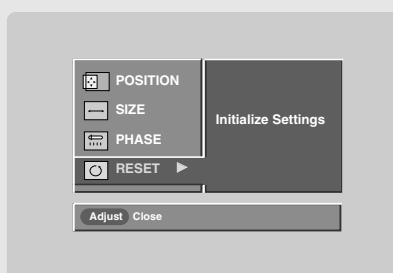 POSITION
SIZE
PHASE
RESET
Initialize Settings
Adjust Close